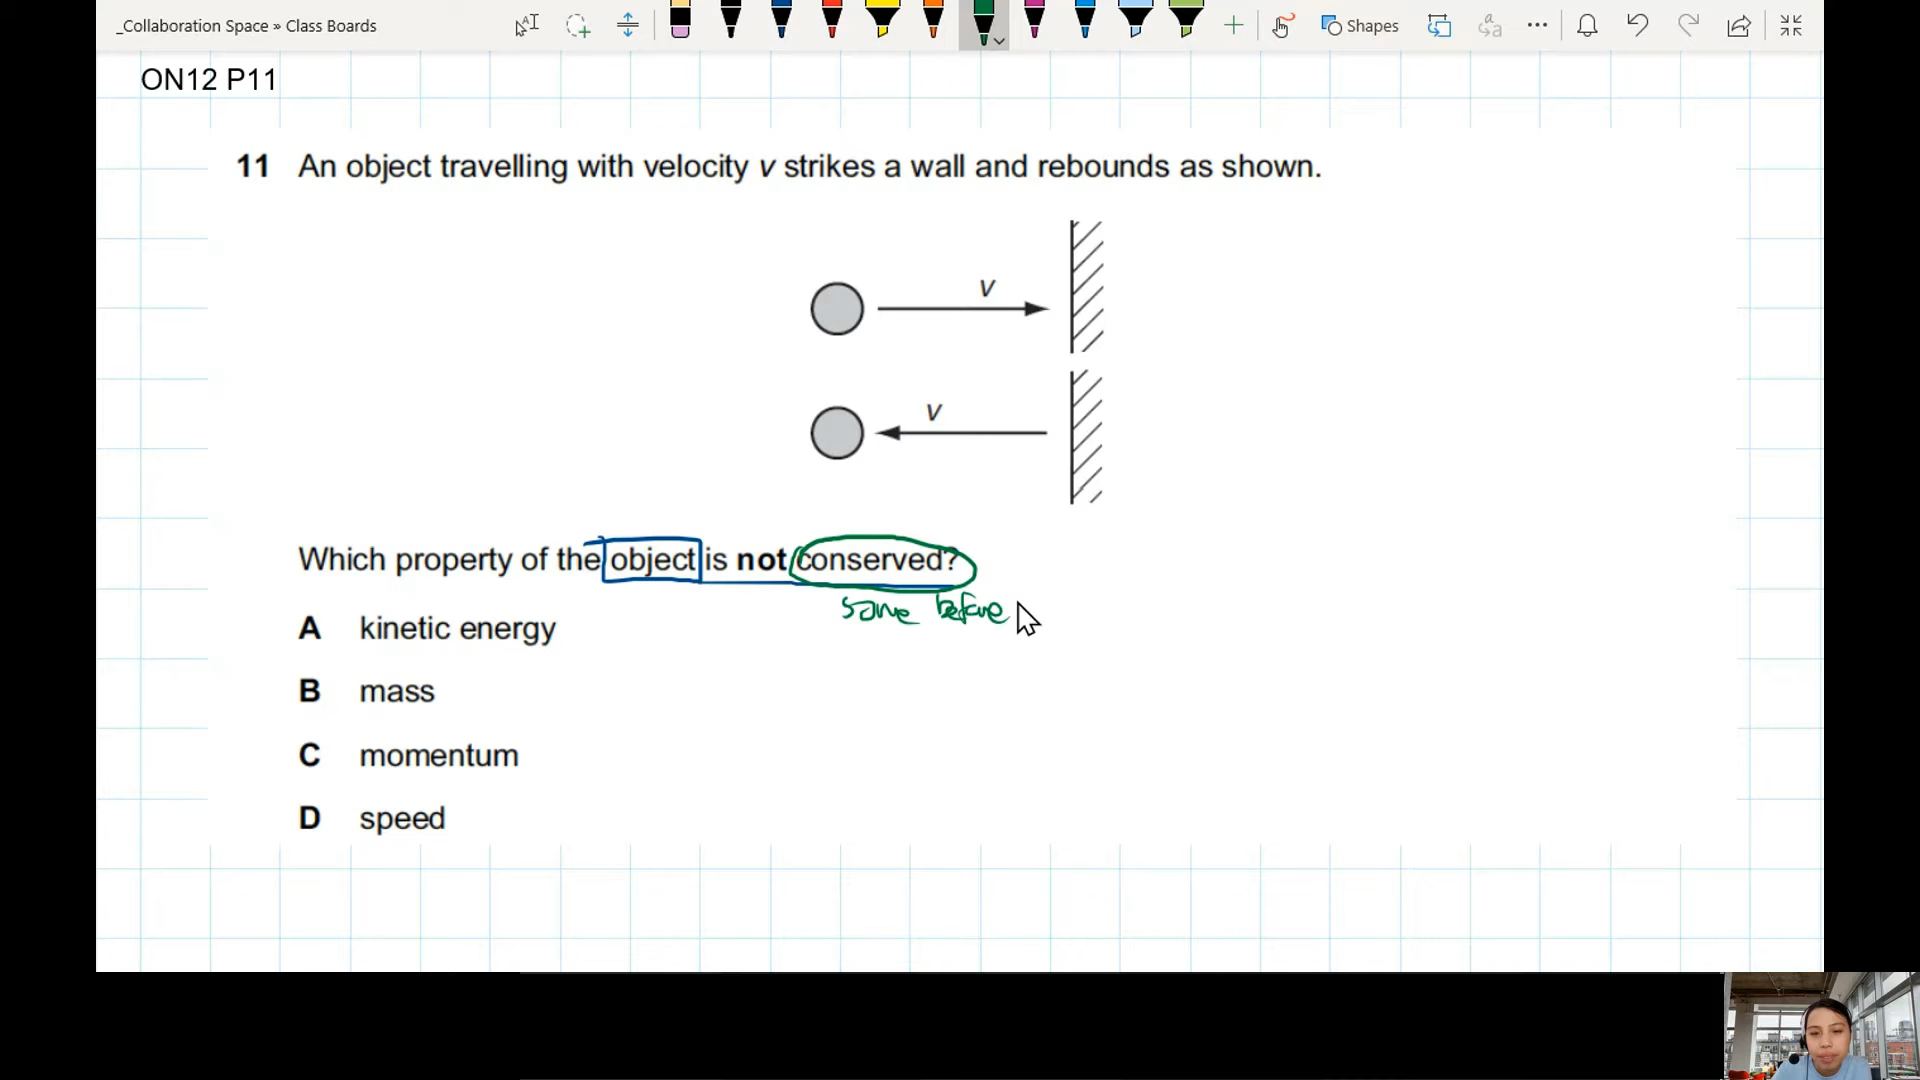 _Collaboration Space » Class Boards
Shapes
ON12 P11
11 An object travelling with velocity v strikes a wall and rebounds as shown.
v
v
Which property of the object is not conserved?
same before
A kinetic energy
B mass
C momentum
D speed